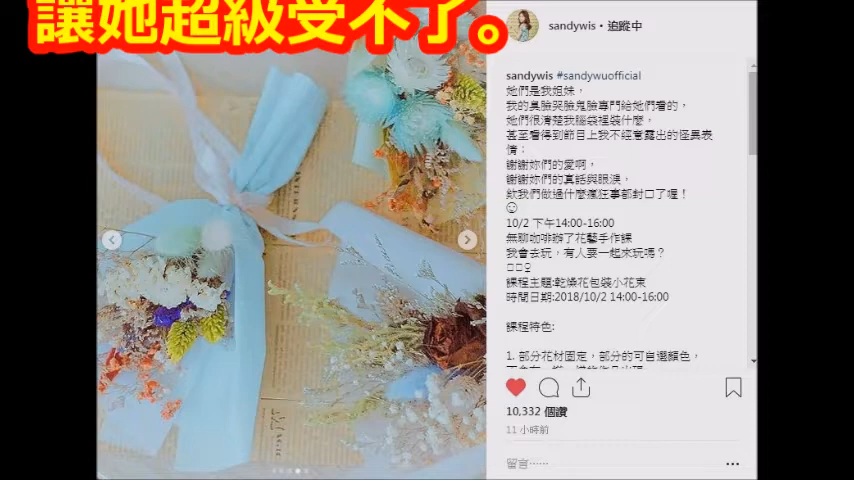 讓她超級受不了。
sandywis • 追蹤中
sandywis #sandywuofficial
她們是我姐妹，
我的臭臉哭臉鬼臉專門給她們看的，
她們很清楚我腦袋裡裝什麼，
甚至看得到節目上我不經意露出的怪異表
情；
謝謝妳們的愛啊，
謝謝妳們的真話與眼淚，
欸我們做過什麼瘋狂事都封口了喔！
10/2 下午14:00-16:00
無聊咖啡辦了花藝手作課
我會去玩，有人要一起來玩嗎？
課程主題:乾燥花包裝小花束
時間日期:2018/10/2 14:00-16:00
課程特色:
1. 部分花材固定，部分的可自選顏色，
10,332 個讚
11 小時前
留言……